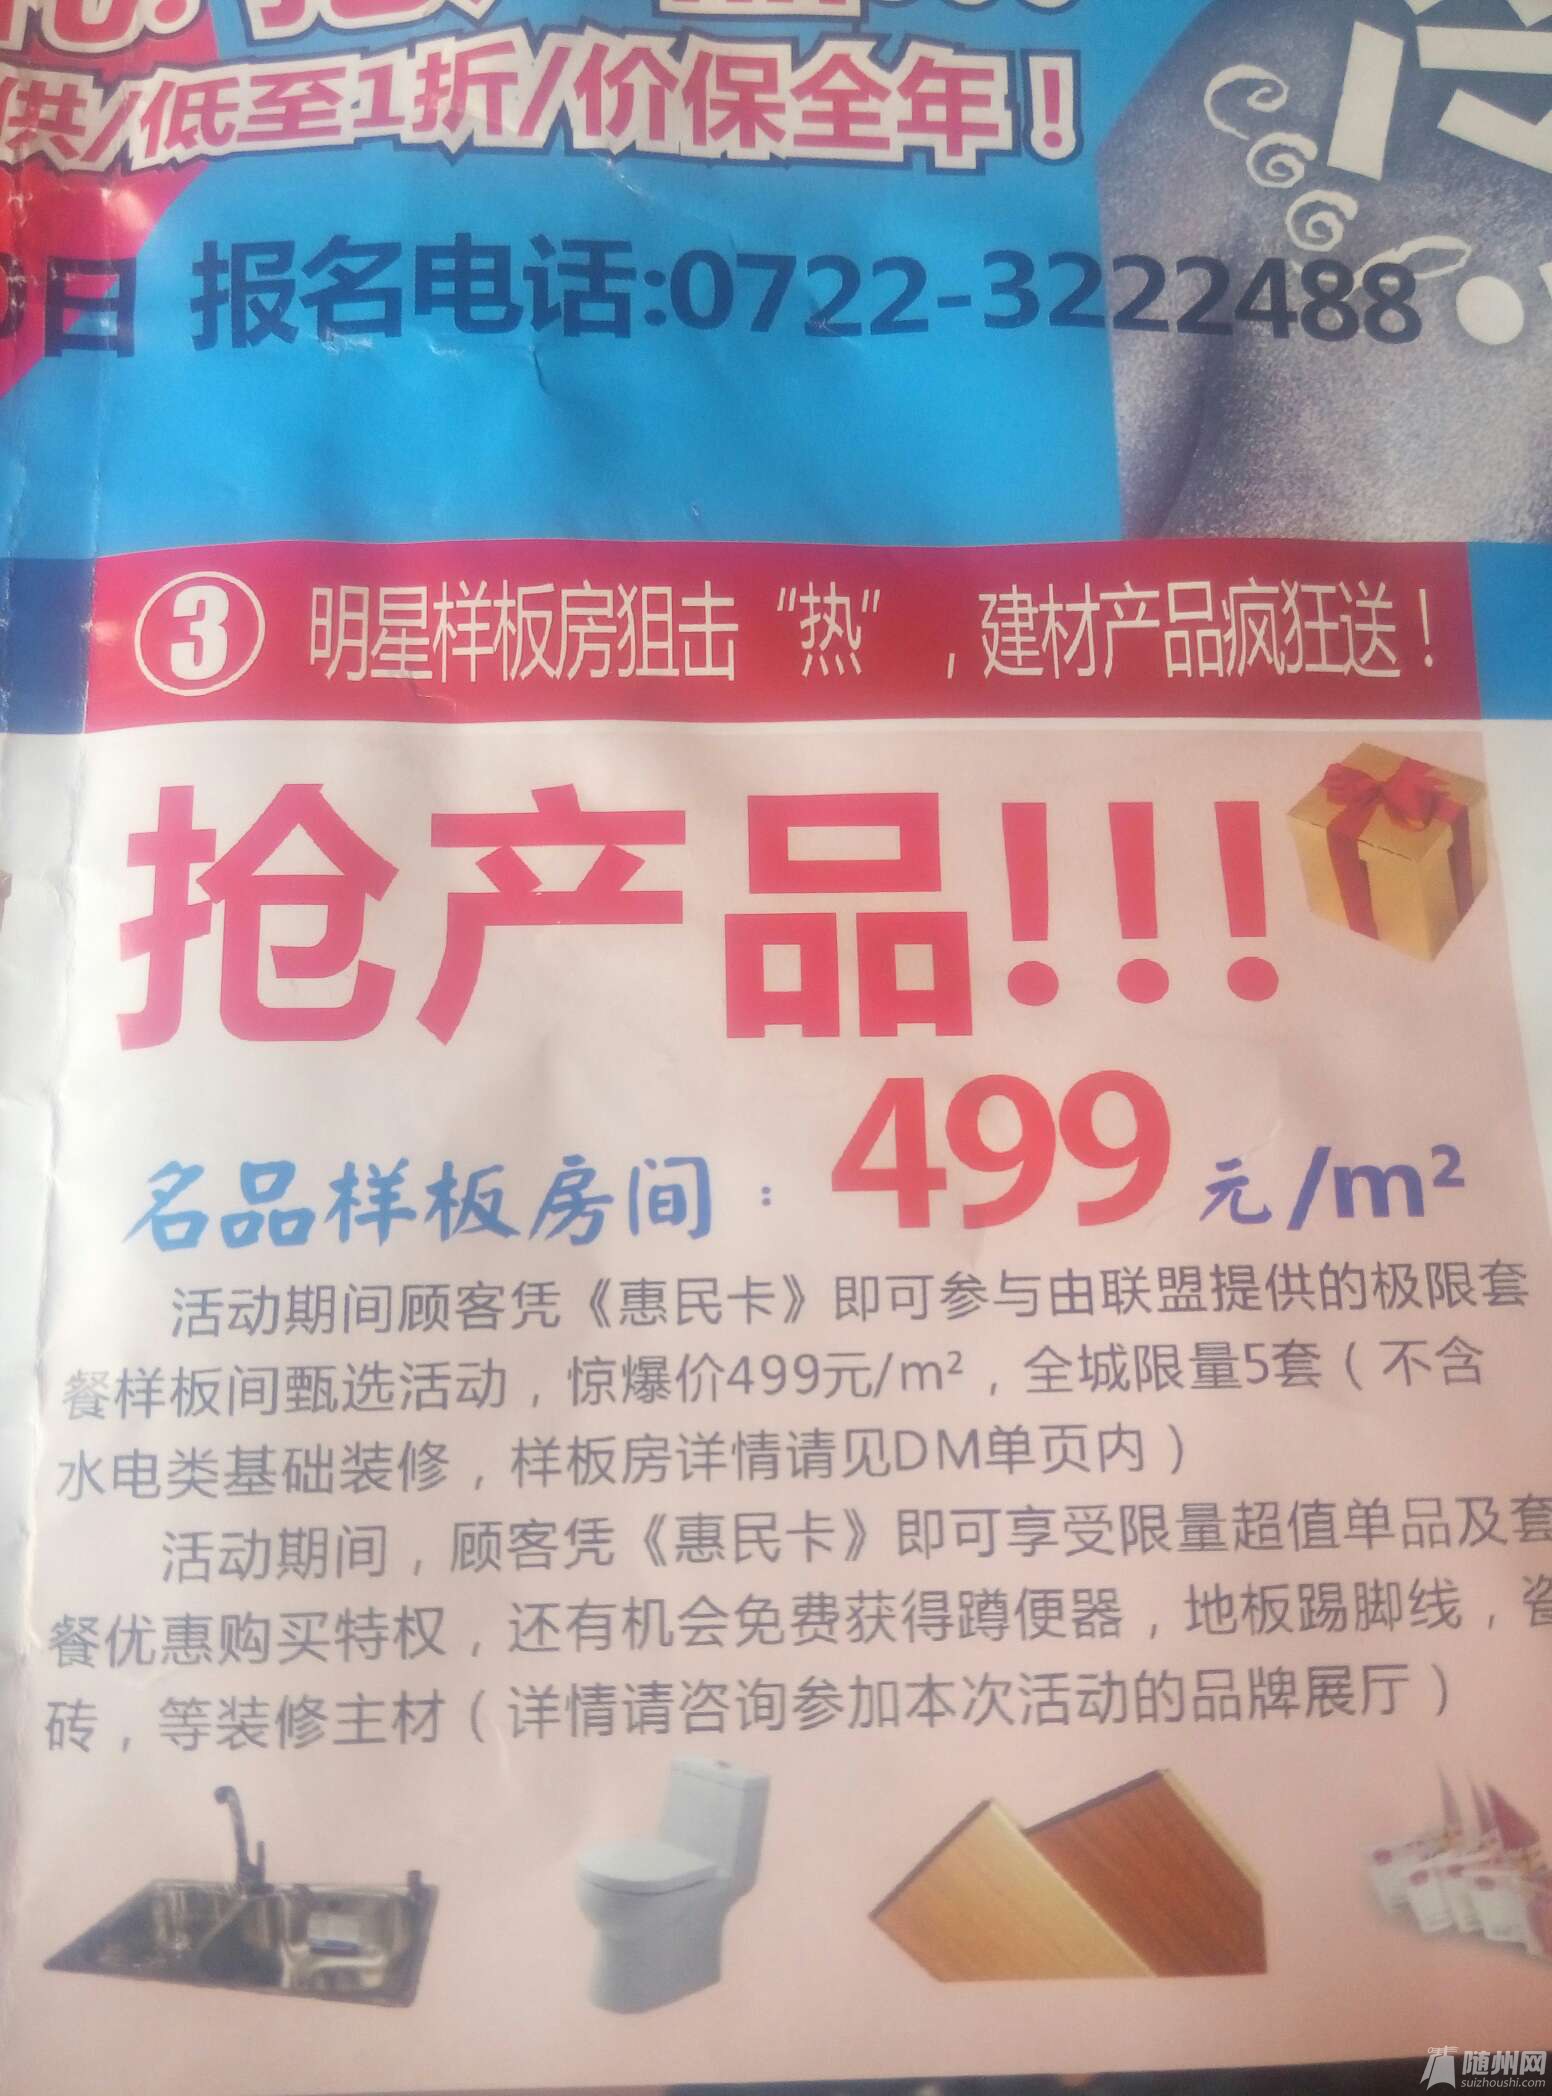 供/低至1折/价保全年！
日 报名电话:0722-3222488
③ 明星样板房狙击“热”，建材产品疯狂送！
抢产品!!!
名品样板房间：499元/m²
活动期间顾客凭《惠民卡》即可参与由联盟提供的极限套
餐样板间甄选活动，惊爆价499元/m²，全城限量5套（不含
水电类基础装修，样板房详情请见DM单页内）
活动期间，顾客凭《惠民卡》即可享受限量超值单品及套
餐优惠购买特权，还有机会免费获得蹲便器，地板踢脚线，瓷
砖，等装修主材（详情请咨询参加本次活动的品牌展厅）
随州网
suizhoushi.com